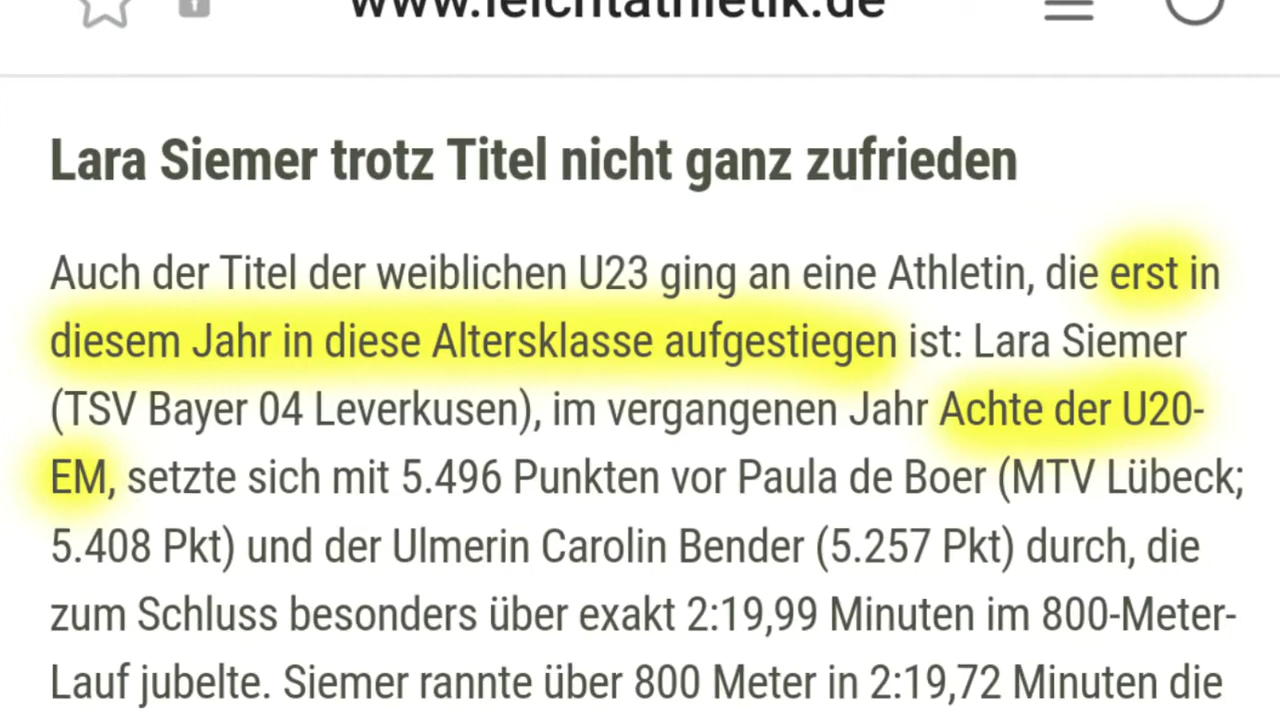 www.leichtathletik.de
Lara Siemer trotz Titel nicht ganz zufrieden
Auch der Titel der weiblichen U23 ging an eine Athletin, die erst in
diesem Jahr in diese Altersklasse aufgestiegen ist: Lara Siemer
(TSV Bayer 04 Leverkusen), im vergangenen Jahr Achte der U20-
EM, setzte sich mit 5.496 Punkten vor Paula de Boer (MTV Lübeck;
5.408 Pkt) und der Ulmerin Carolin Bender (5.257 Pkt) durch, die
zum Schluss besonders über exakt 2:19,99 Minuten im 800-Meter-
Lauf jubelte. Siemer rannte über 800 Meter in 2:19,72 Minuten die